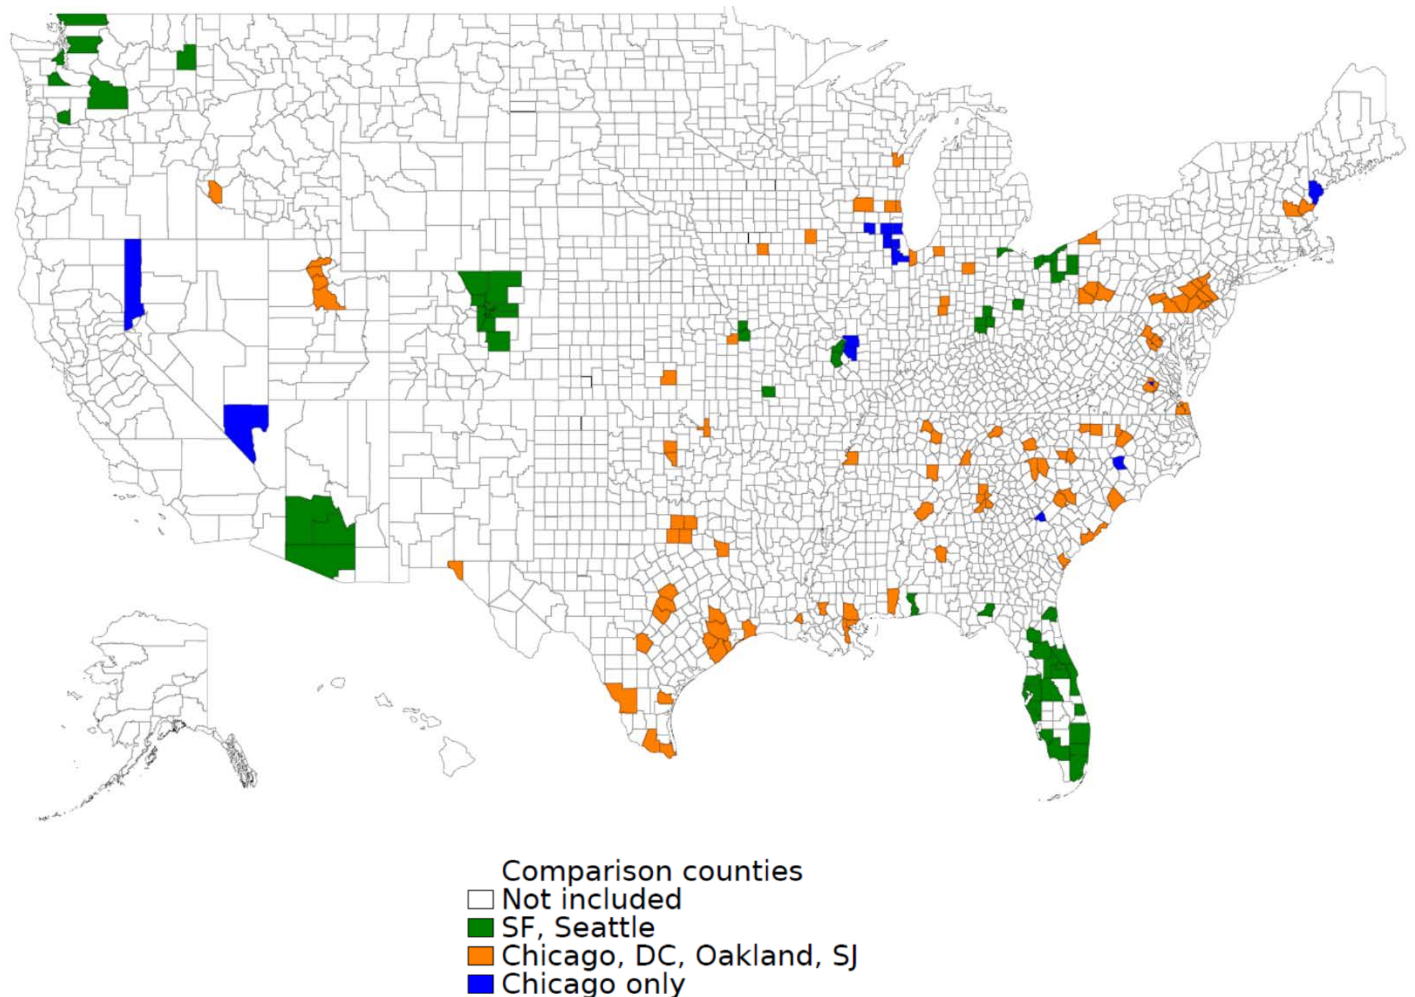 Comparison counties
Not included
SF, Seattle
Chicago, DC, Oakland, SJ
Chicago only